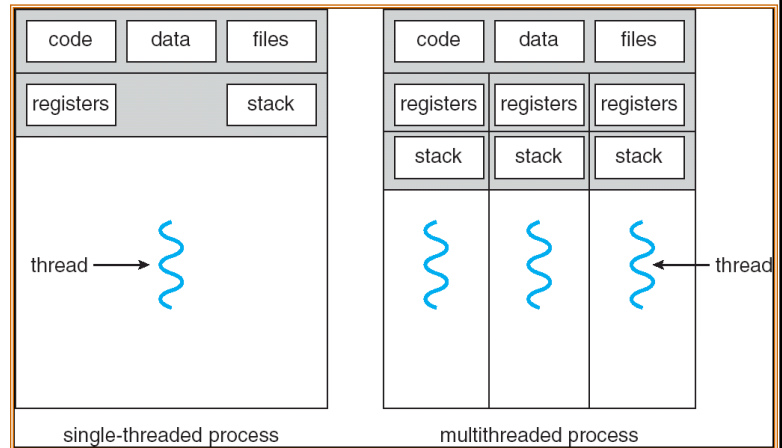 code data files
registers stack
thread
single-threaded process
code data files
registers registers registers
stack stack stack
thread
multithreaded process